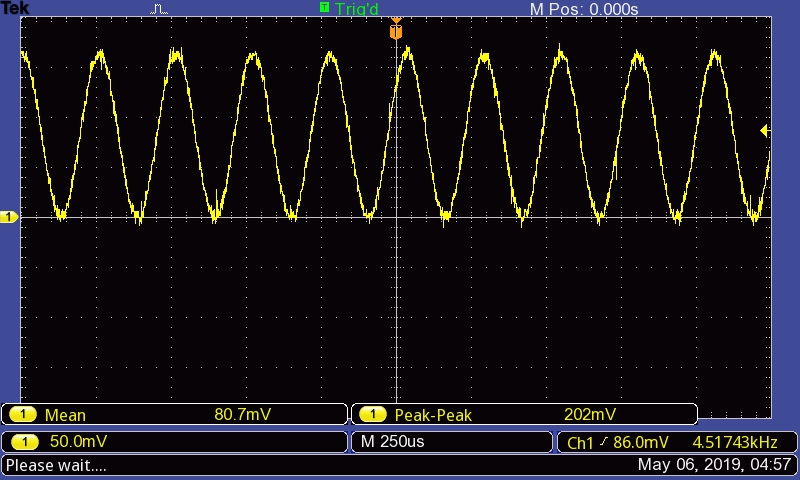 Tek T Trig'd M Pos: 0.000s
T
1
1 Mean 80.7mV 1 Peak-Peak 202mV
1 50.0mV M 250us Ch1 / 86.0mV 4.51743kHz
Please wait.... May 06, 2019, 04:57